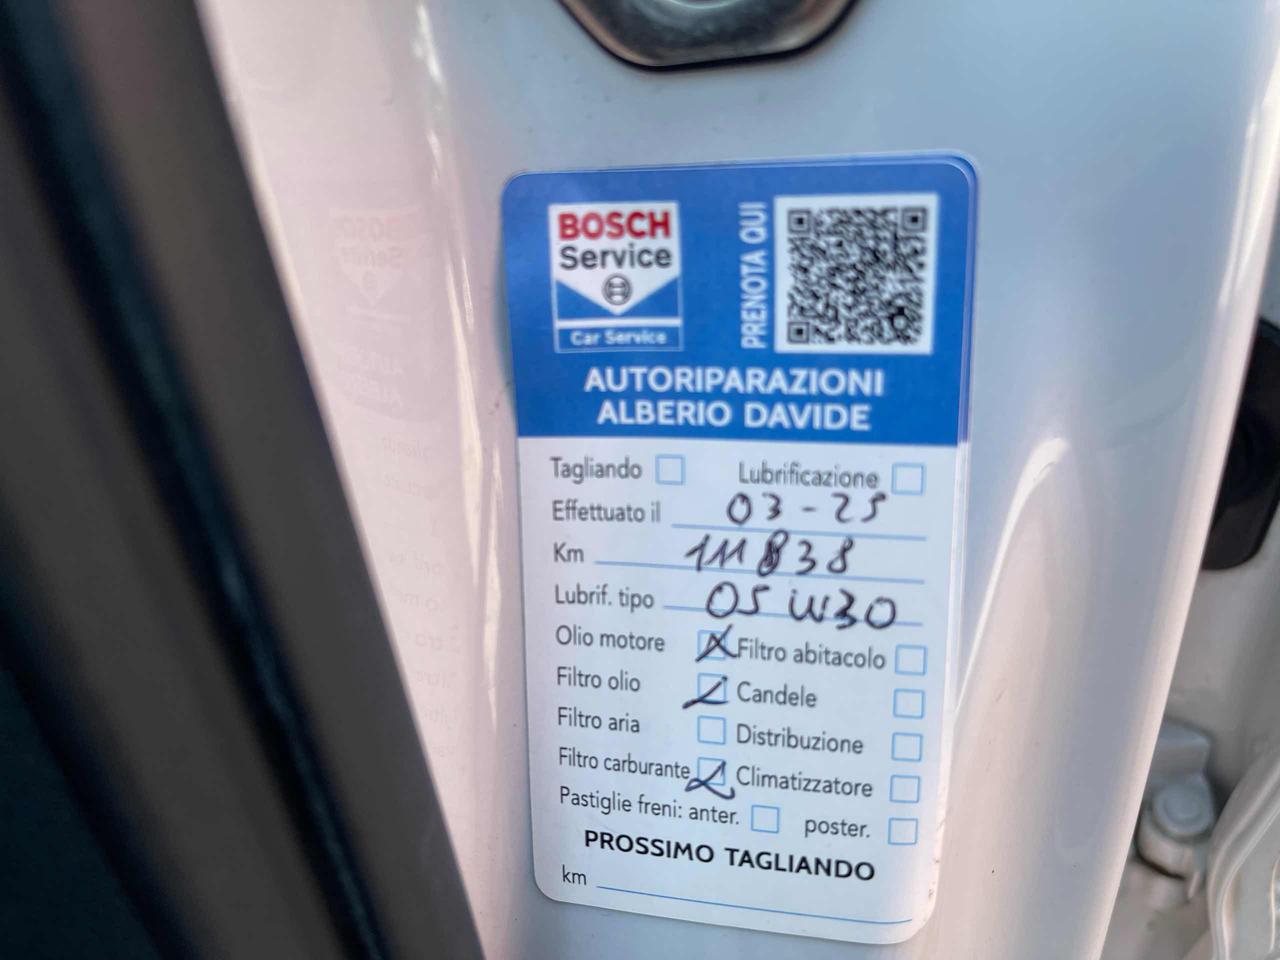 BOSCH
Service
Car Service
PRENOTA QUI
AUTORIPARAZIONI
ALBERIO DAVIDE
Tagliando Lubrificazione
Effettuato il 03-25
Km 111838
Lubrif. tipo 05W30
Olio motore Filtro abitacolo
Filtro olio Candele
Filtro aria Distribuzione
Filtro carburante Climatizzatore
Pastiglie freni: anter. poster.
PROSSIMO TAGLIANDO
km